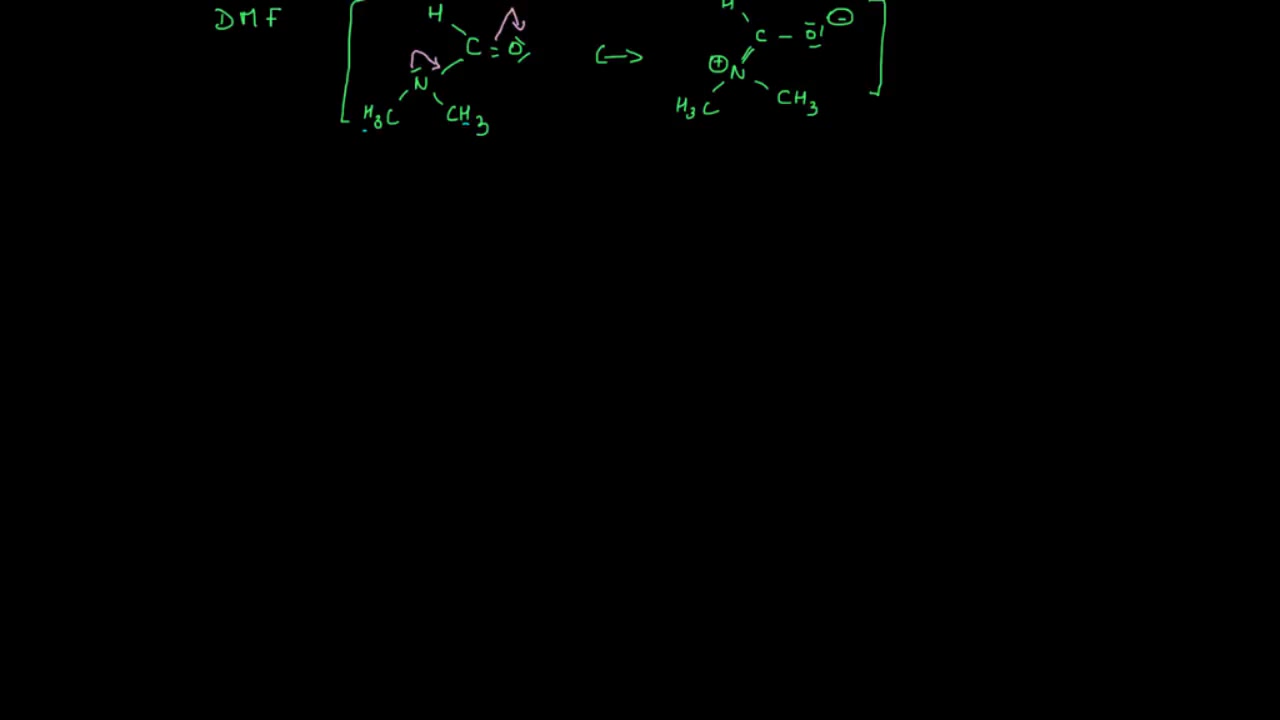 DMF
H H
C = O ⟷ C – O ⊖
N ⊕ N
H3C CH3 H3C CH3